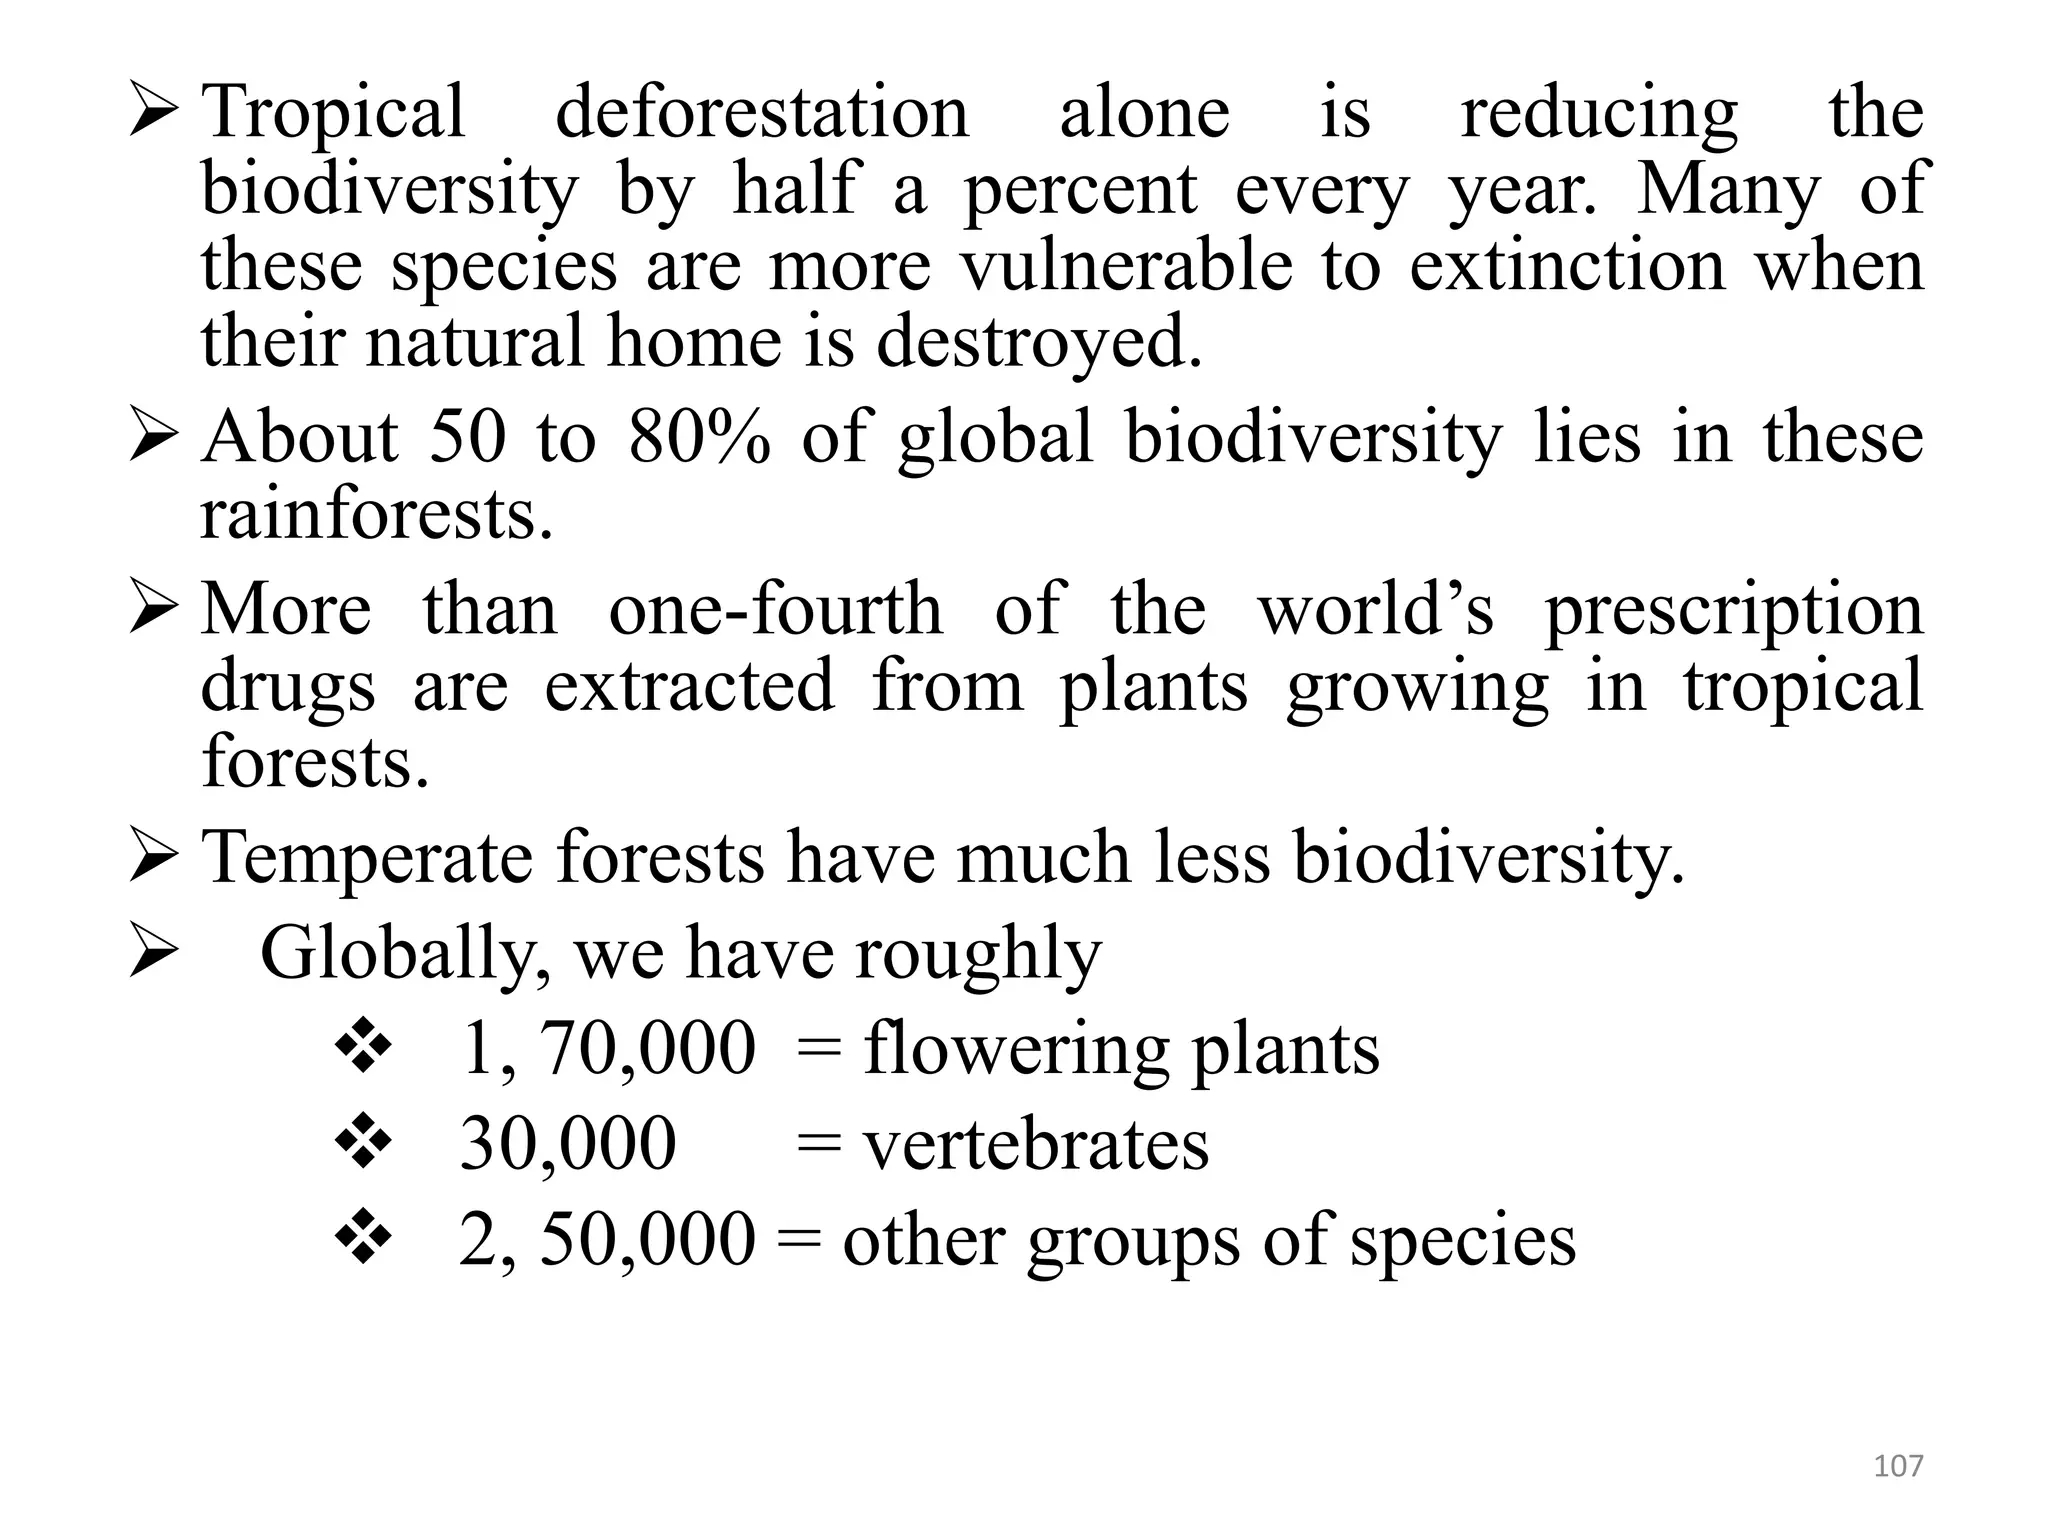 ➢ Tropical deforestation alone is reducing the
biodiversity by half a percent every year. Many of
these species are more vulnerable to extinction when
their natural home is destroyed.
➢ About 50 to 80% of global biodiversity lies in these
rainforests.
➢ More than one-fourth of the world’s prescription
drugs are extracted from plants growing in tropical
forests.
➢ Temperate forests have much less biodiversity.
➢ Globally, we have roughly
❖ 1, 70,000 = flowering plants
❖ 30,000 = vertebrates
❖ 2, 50,000 = other groups of species
107